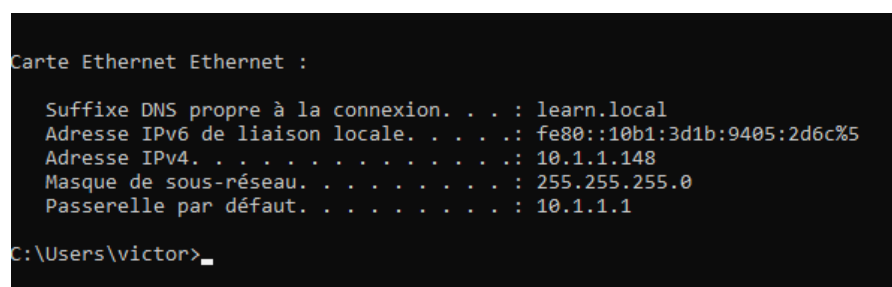 Carte Ethernet Ethernet :
Suffixe DNS propre à la connexion. . . : learn.local
Adresse IPv6 de liaison locale. . . . .: fe80::10b1:3d1b:9405:2d6c%5
Adresse IPv4. . . . . . . . . . . . . .: 10.1.1.148
Masque de sous-réseau. . . . . . . . . : 255.255.255.0
Passerelle par défaut. . . . . . . . . : 10.1.1.1
C:\Users\victor>